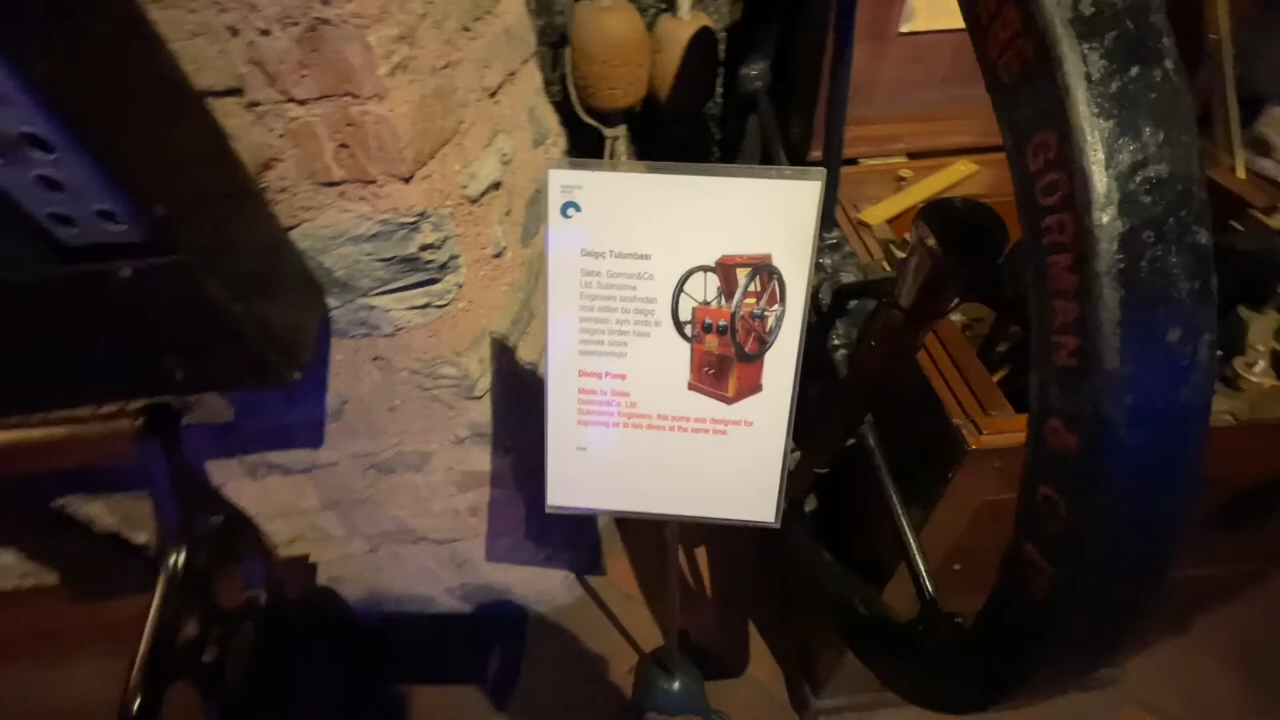 Dalgıç Tulumbası
Siebe, Gorman&Co.
Ltd. Submarine
Engineers tarafından
imal edilen bu dalgıç
pompası, aynı anda iki
dalgıca birden hava
vermek üzere
tasarlanmıştır.
Diving Pump
Made by Siebe
Gorman&Co. Ltd.
Submarine Engineers, this pump was designed for
supplying air to two divers at the same time.
GORMAN & C